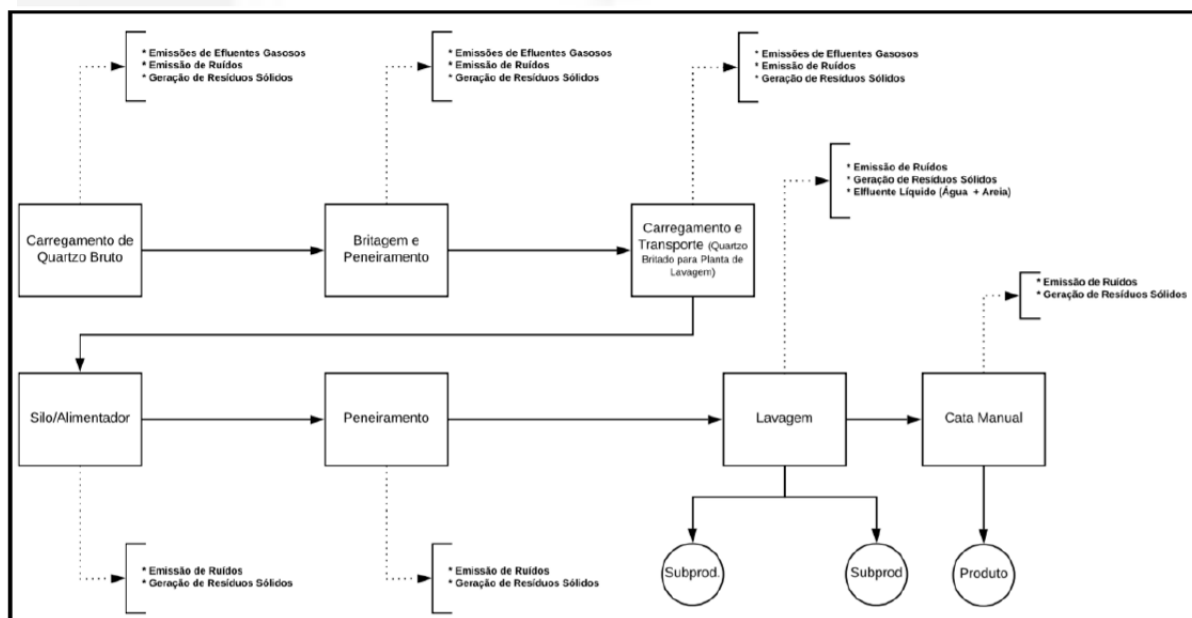 * Emissões de Efluentes Gasosos
* Emissão de Ruídos
* Geração de Resíduos Sólidos
* Emissões de Efluentes Gasosos
* Emissão de Ruídos
* Geração de Resíduos Sólidos
* Emissões de Efluentes Gasosos
* Emissão de Ruídos
* Geração de Resíduos Sólidos
* Emissão de Ruídos
* Geração de Resíduos Sólidos
* Elfluente Líquido (Água + Areia)
Carregamento de
Quartzo Bruto
Britagem e
Peneiramento
Carregamento e
Transporte (Quartzo
Britado para Planta de
Lavagem)
* Emissão de Ruídos
* Geração de Resíduos Sólidos
Silo/Alimentador
Peneiramento
Lavagem
Cata Manual
* Emissão de Ruídos
* Geração de Resíduos Sólidos
* Emissão de Ruídos
* Geração de Resíduos Sólidos
Subprod.
Subprod
Produto